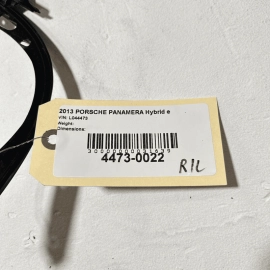 2013 PORSCHE PANAMERA Hybrid e
VIN: L044473
Weight:
Dimensions:
4473-0022
R1L